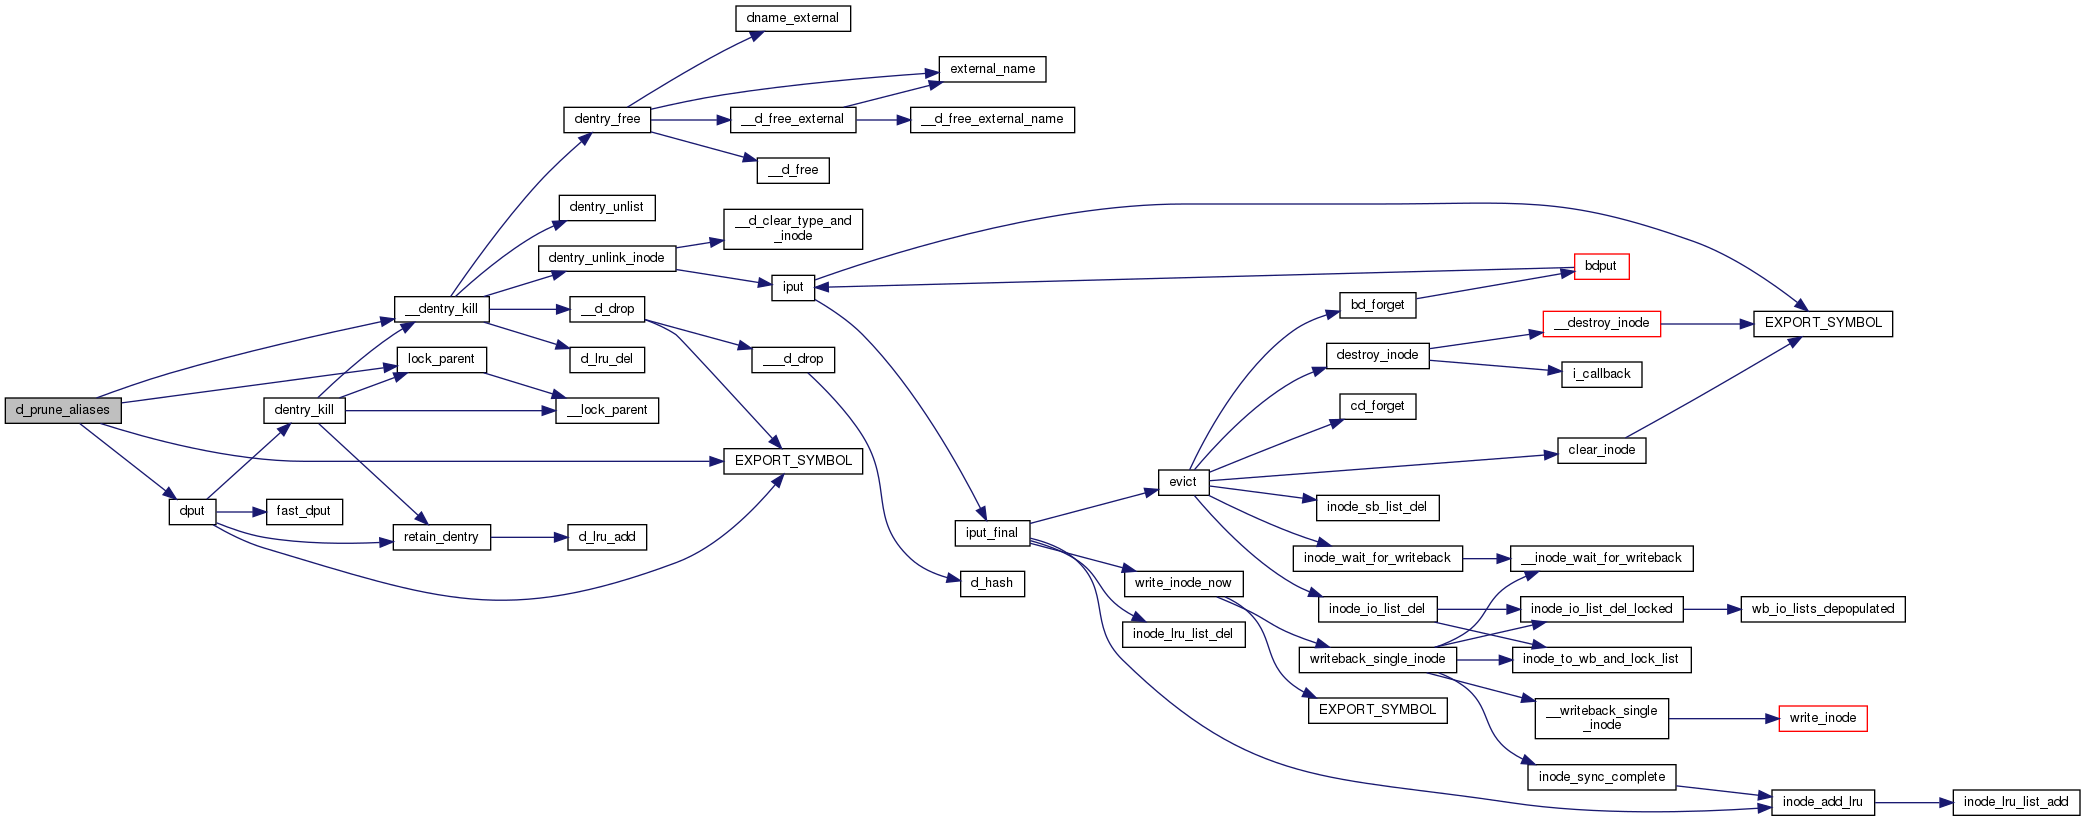 dname_external
external_name
dentry_free
__d_free_external
__d_free_external_name
__d_free
dentry_unlist
__d_clear_type_and
_inode
dentry_unlink_inode
iput
bdput
__dentry_kill
__d_drop
bd_forget
__destroy_inode
EXPORT_SYMBOL
lock_parent
d_lru_del
___d_drop
destroy_inode
i_callback
d_prune_aliases
dentry_kill
__lock_parent
cd_forget
EXPORT_SYMBOL
clear_inode
evict
dput
fast_dput
inode_sb_list_del
retain_dentry
d_lru_add
iput_final
inode_wait_for_writeback
__inode_wait_for_writeback
d_hash
write_inode_now
inode_io_list_del
inode_io_list_del_locked
wb_io_lists_depopulated
inode_lru_list_del
writeback_single_inode
inode_to_wb_and_lock_list
EXPORT_SYMBOL
__writeback_single
_inode
write_inode
inode_sync_complete
inode_add_lru
inode_lru_list_add